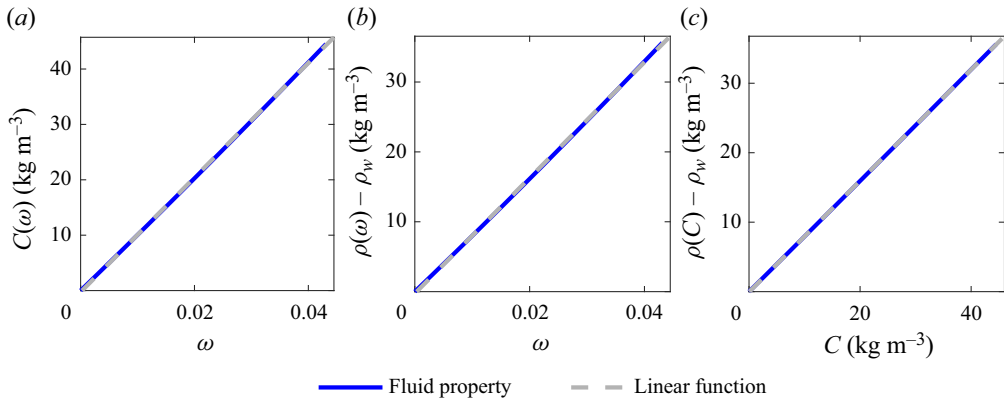 (a)
C(ω) (kg m⁻³)
40
30
20
10
0
0.02
0.04
ω
(b)
ρ(ω) – ρw (kg m⁻³)
30
20
10
0
0.02
0.04
ω
(c)
ρ(C) – ρw (kg m⁻³)
30
20
10
0
20
40
C (kg m⁻³)
Fluid property
Linear function